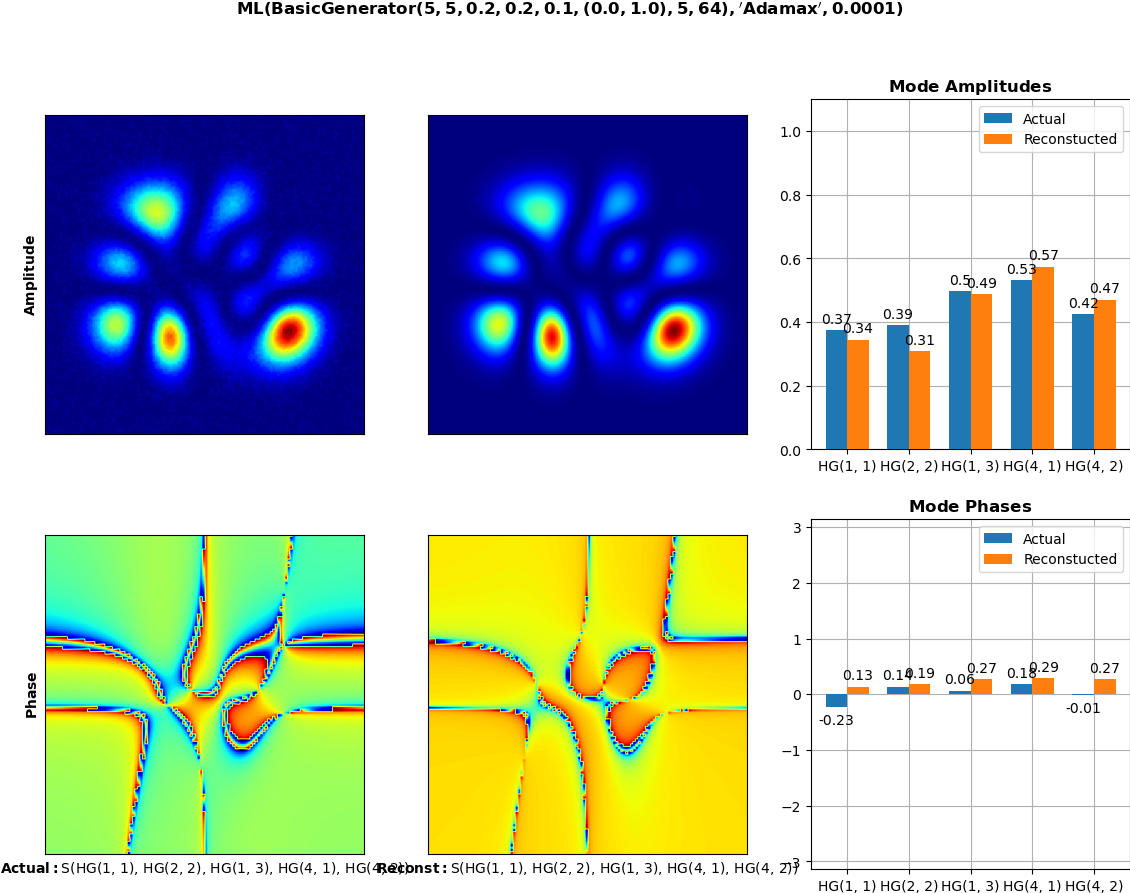 ML(BasicGenerator(5, 5, 0.2, 0.2, 0.1, (0.0, 1.0), 5, 64), ′Adamax′, 0.0001)
Mode Amplitudes
Actual
Reconstucted
1.0
0.8
0.6
0.4
0.2
0.0
0.37
0.34
0.39
0.31
0.5
0.49
0.53
0.57
0.42
0.47
HG(1, 1) HG(2, 2) HG(1, 3) HG(4, 1) HG(4, 2)
Amplitude
Mode Phases
Actual
Reconstucted
3
2
1
0
−1
−2
−3
-0.23
0.13
0.14
0.19
0.06
0.27
0.18
0.29
-0.01
0.27
HG(1, 1) HG(2, 2) HG(1, 3) HG(4, 1) HG(4, 2)
Phase
Actual: S(HG(1, 1), HG(2, 2), HG(1, 3), HG(4, 1), HG(4, 2))
Reconst: S(HG(1, 1), HG(2, 2), HG(1, 3), HG(4, 1), HG(4, 2))